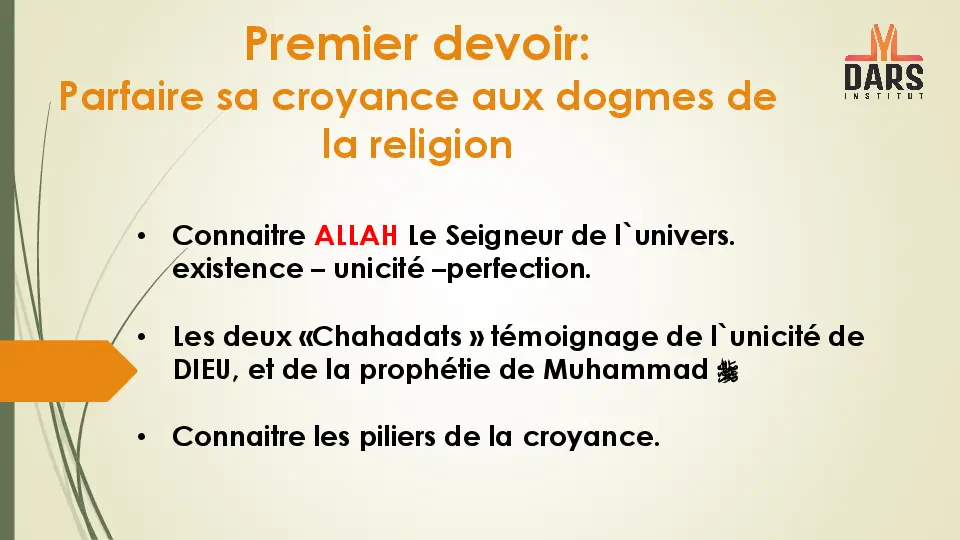 Premier devoir:
Parfaire sa croyance aux dogmes de
la religion
DARS
INSTITUT
• Connaitre ALLAH Le Seigneur de l`univers.
existence – unicité –perfection.
• Les deux «Chahadats » témoignage de l`unicité de
DIEU, et de la prophétie de Muhammad ﷺ
• Connaitre les piliers de la croyance.